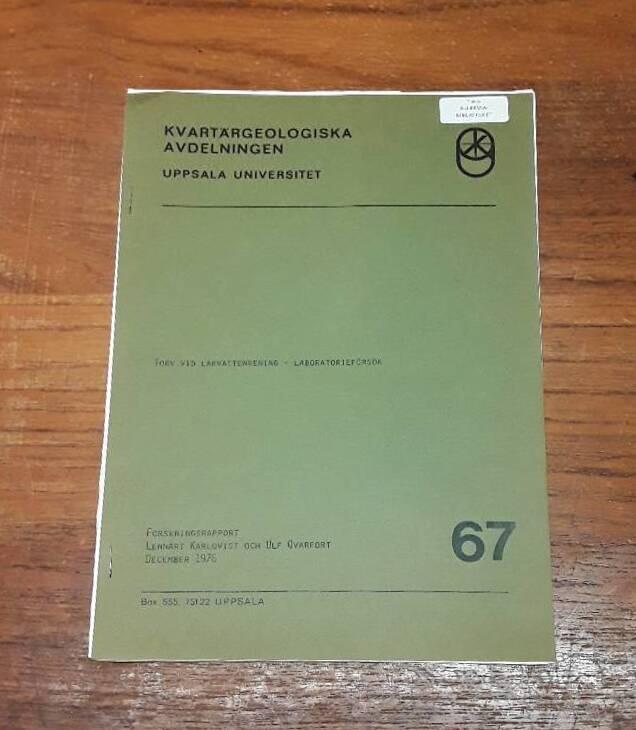 KVARTÄRGEOLOGISKA
AVDELNINGEN
UPPSALA UNIVERSITET
TORV VID LAKVATTENRENING - LABORATORIEFÖRSÖK
FORSKNINGSRAPPORT
LENNART KARLQVIST OCH ULF QVARFORT
DECEMBER 1976
67
Box 555, 75122 UPPSALA